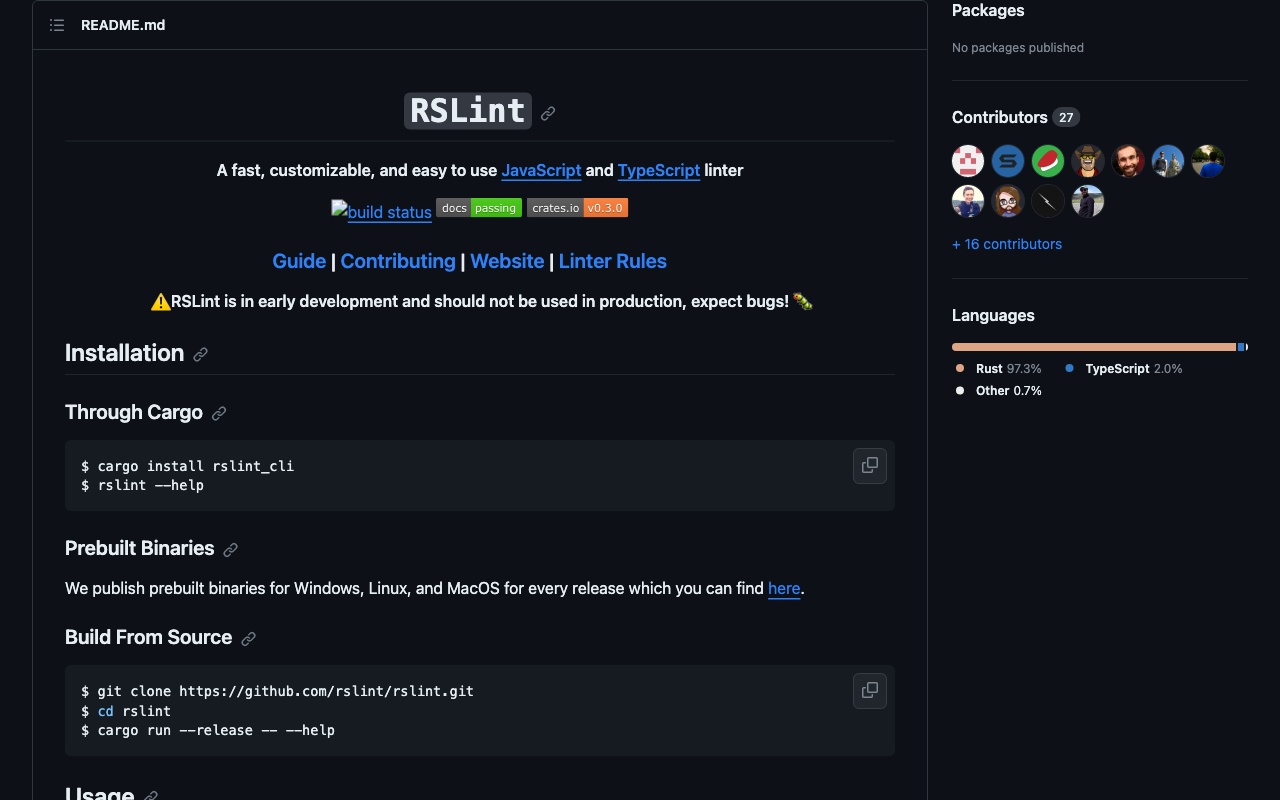 README.md
RSLint
A fast, customizable, and easy to use JavaScript and TypeScript linter
build status docs passing crates.io v0.3.0
Guide | Contributing | Website | Linter Rules
⚠️RSLint is in early development and should not be used in production, expect bugs! 🐛
Installation
Through Cargo
$ cargo install rslint_cli
$ rslint --help
Prebuilt Binaries
We publish prebuilt binaries for Windows, Linux, and MacOS for every release which you can find here.
Build From Source
$ git clone https://github.com/rslint/rslint.git
$ cd rslint
$ cargo run --release -- --help
Usage
Packages
No packages published
Contributors 27
+ 16 contributors
Languages
Rust 97.3% TypeScript 2.0%
Other 0.7%